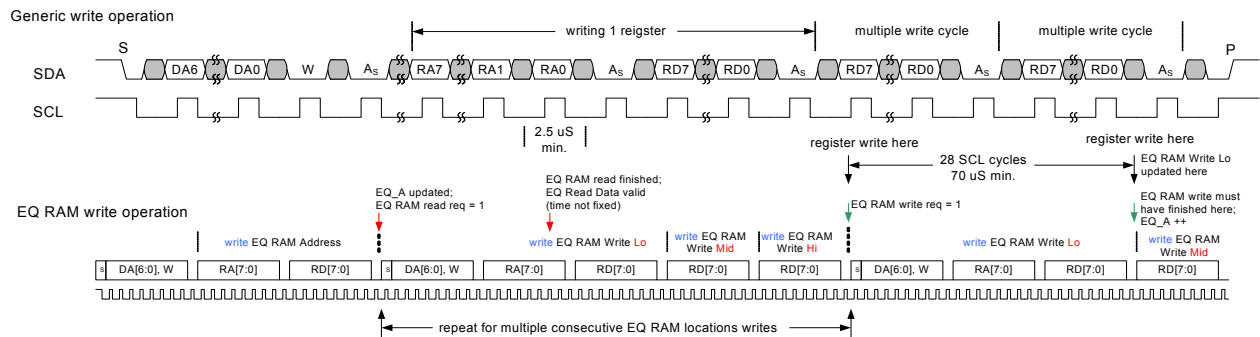 Generic write operation
writing 1 reigster
multiple write cycle
multiple write cycle
S
P
SDA
DA6
DA0
W
As
RA7
RA1
RA0
As
RD7
RD0
As
RD7
RD0
As
RD7
RD0
As
SCL
2.5 uS
min.
register write here
register write here
28 SCL cycles
70 uS min.
EQ RAM Write Lo
updated here
EQ RAM write operation
EQ_A updated;
EQ RAM read req = 1
EQ RAM read finished;
EQ Read Data valid
(time not fixed)
EQ RAM write req = 1
EQ RAM write must
have finished here;
EQ_A ++
write EQ RAM Address
write EQ RAM Write Lo
write EQ RAM
Write Mid
write EQ RAM
Write Hi
write EQ RAM Write Lo
write EQ RAM
Write Mid
s
DA[6:0], W
RA[7:0]
RD[7:0]
s
DA[6:0], W
RA[7:0]
RD[7:0]
RD[7:0]
RD[7:0]
s
DA[6:0], W
RA[7:0]
RD[7:0]
RD[7:0]
repeat for multiple consecutive EQ RAM locations writes